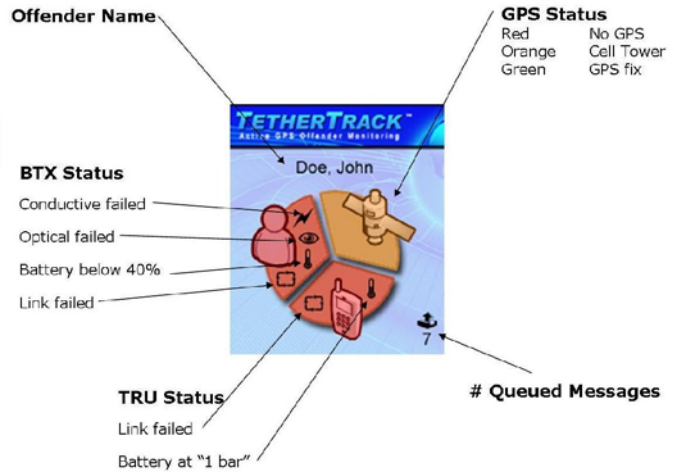 Offender Name
GPS Status
Red No GPS
Orange Cell Tower
Green GPS fix
TETHERTRACK™
Active GPS Offender Monitoring
Doe, John
BTX Status
Conductive failed
Optical failed
Battery below 40%
Link failed
7
# Queued Messages
TRU Status
Link failed
Battery at “1 bar”